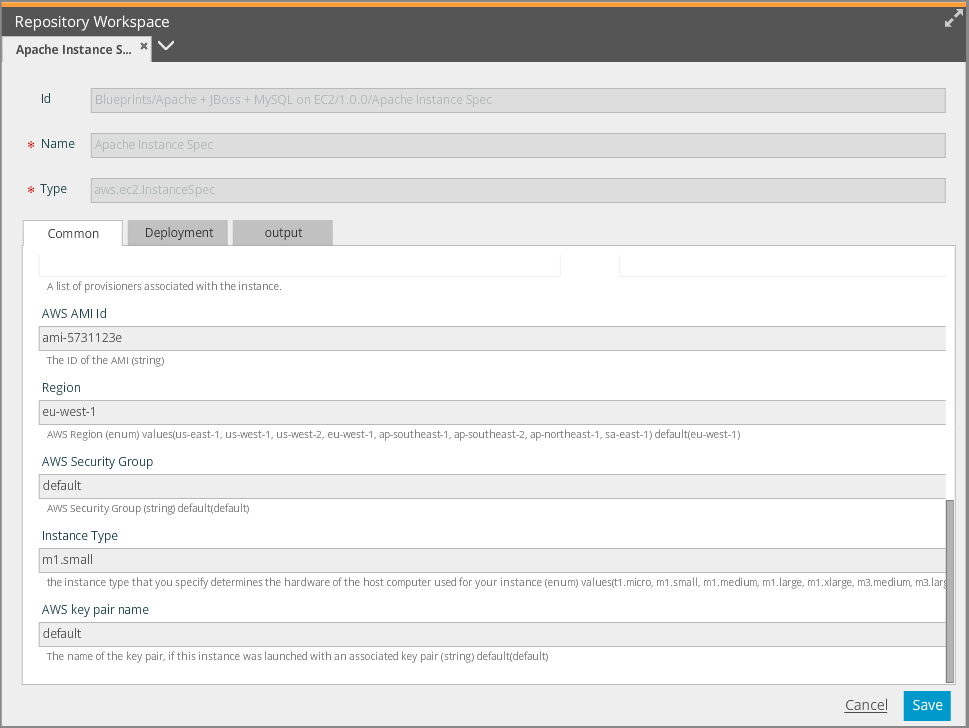 Repository Workspace
Apache Instance S...
Id
Blueprints/Apache + JBoss + MySQL on EC2/1.0.0/Apache Instance Spec
* Name
Apache Instance Spec
* Type
aws.ec2.InstanceSpec
Common Deployment output
A list of provisioners associated with the instance.
AWS AMI Id
ami-5731123e
The ID of the AMI (string)
Region
eu-west-1
AWS Region (enum) values(us-east-1, us-west-1, us-west-2, eu-west-1, ap-southeast-1, ap-southeast-2, ap-northeast-1, sa-east-1) default(eu-west-1)
AWS Security Group
default
AWS Security Group (string) default(default)
Instance Type
m1.small
the instance type that you specify determines the hardware of the host computer used for your instance (enum) values(t1.micro, m1.small, m1.medium, m1.large, m1.xlarge, m3.medium, m3.larg
AWS key pair name
default
The name of the key pair, if this instance was launched with an associated key pair (string) default(default)
Cancel Save